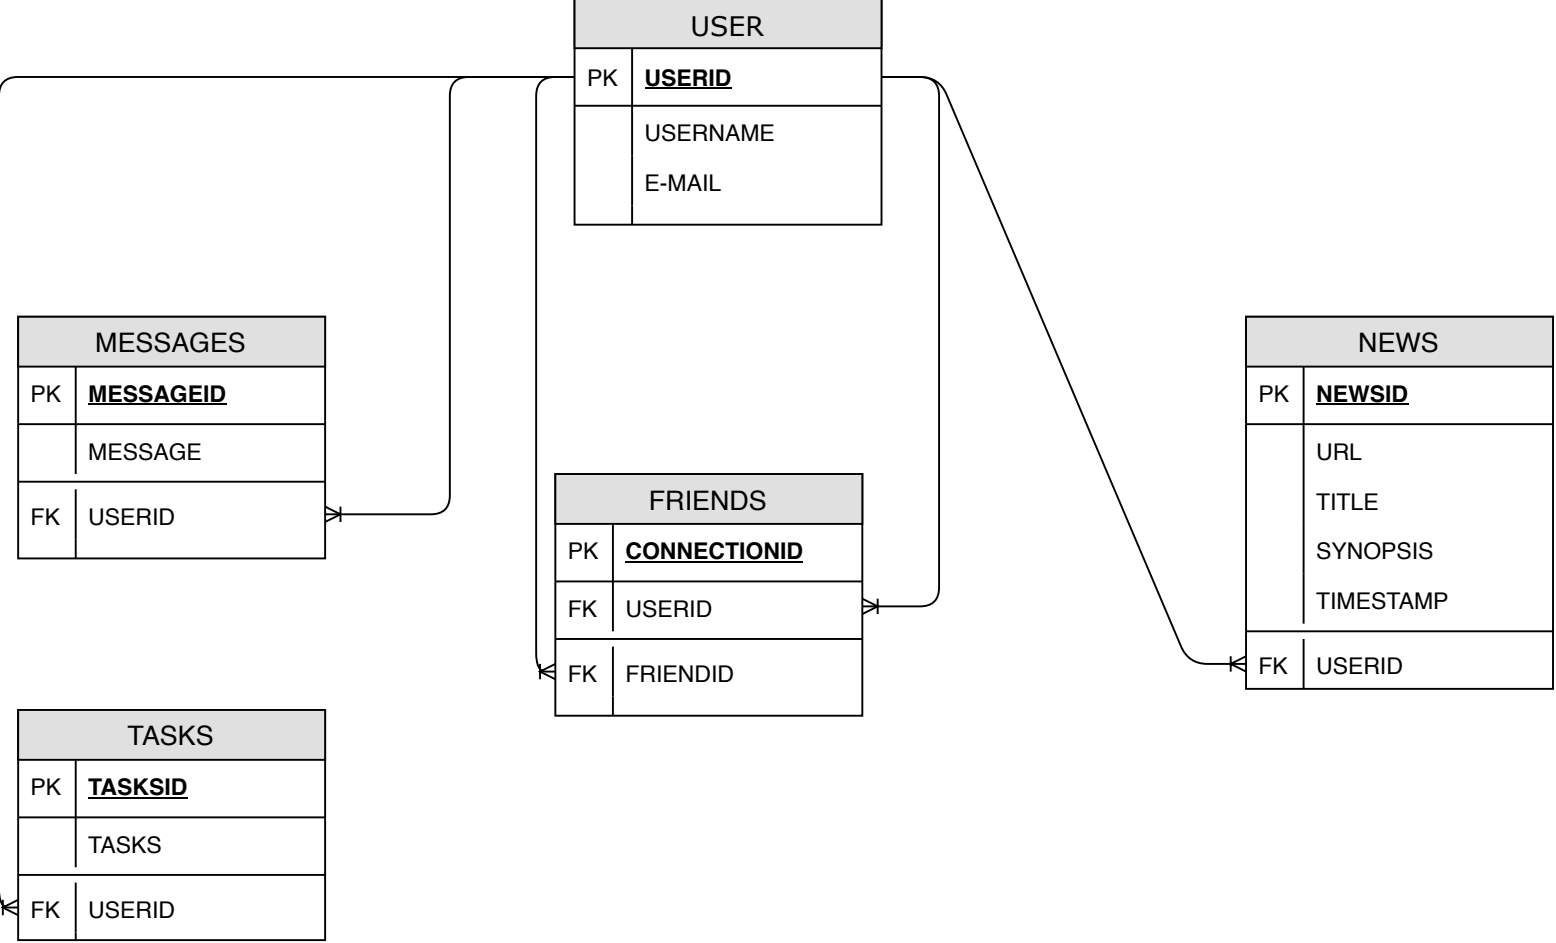 USER
PK USERID
USERNAME
E-MAIL
MESSAGES
PK MESSAGEID
MESSAGE
FK USERID
FRIENDS
PK CONNECTIONID
FK USERID
FK FRIENDID
NEWS
PK NEWSID
URL
TITLE
SYNOPSIS
TIMESTAMP
FK USERID
TASKS
PK TASKSID
TASKS
FK USERID